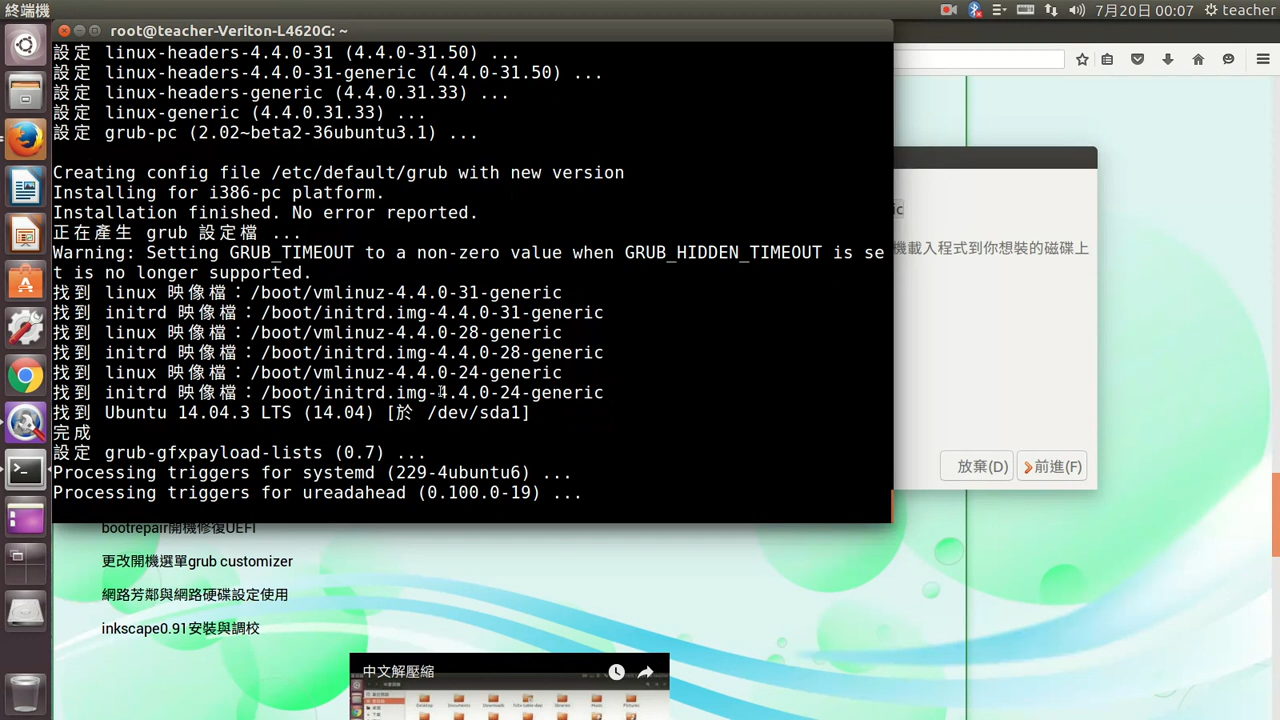 終端機
7月20日 00:07
teacher
root@teacher-Veriton-L4620G: ~
設定 linux-headers-4.4.0-31 (4.4.0-31.50) ...
設定 linux-headers-4.4.0-31-generic (4.4.0-31.50) ...
設定 linux-headers-generic (4.4.0.31.33) ...
設定 linux-generic (4.4.0.31.33) ...
設定 grub-pc (2.02~beta2-36ubuntu3.1) ...
Creating config file /etc/default/grub with new version
Installing for i386-pc platform.
Installation finished. No error reported.
正在產生 grub 設定檔 ...
Warning: Setting GRUB_TIMEOUT to a non-zero value when GRUB_HIDDEN_TIMEOUT is se
t is no longer supported.
找到 linux 映像檔：/boot/vmlinuz-4.4.0-31-generic
找到 initrd 映像檔：/boot/initrd.img-4.4.0-31-generic
找到 linux 映像檔：/boot/vmlinuz-4.4.0-28-generic
找到 initrd 映像檔：/boot/initrd.img-4.4.0-28-generic
找到 linux 映像檔：/boot/vmlinuz-4.4.0-24-generic
找到 initrd 映像檔：/boot/initrd.img-4.4.0-24-generic
找到 Ubuntu 14.04.3 LTS (14.04) [於 /dev/sda1]
完成
設定 grub-gfxpayload-lists (0.7) ...
Processing triggers for systemd (229-4ubuntu6) ...
Processing triggers for ureadahead (0.100.0-19) ...
ic
機載入程式到你想裝的磁碟上
放棄(D)
前進(F)
bootrepair開機修復UEFI
更改開機選單grub customizer
網路芳鄰與網路硬碟設定使用
inkscape0.91安裝與調校
中文解壓縮